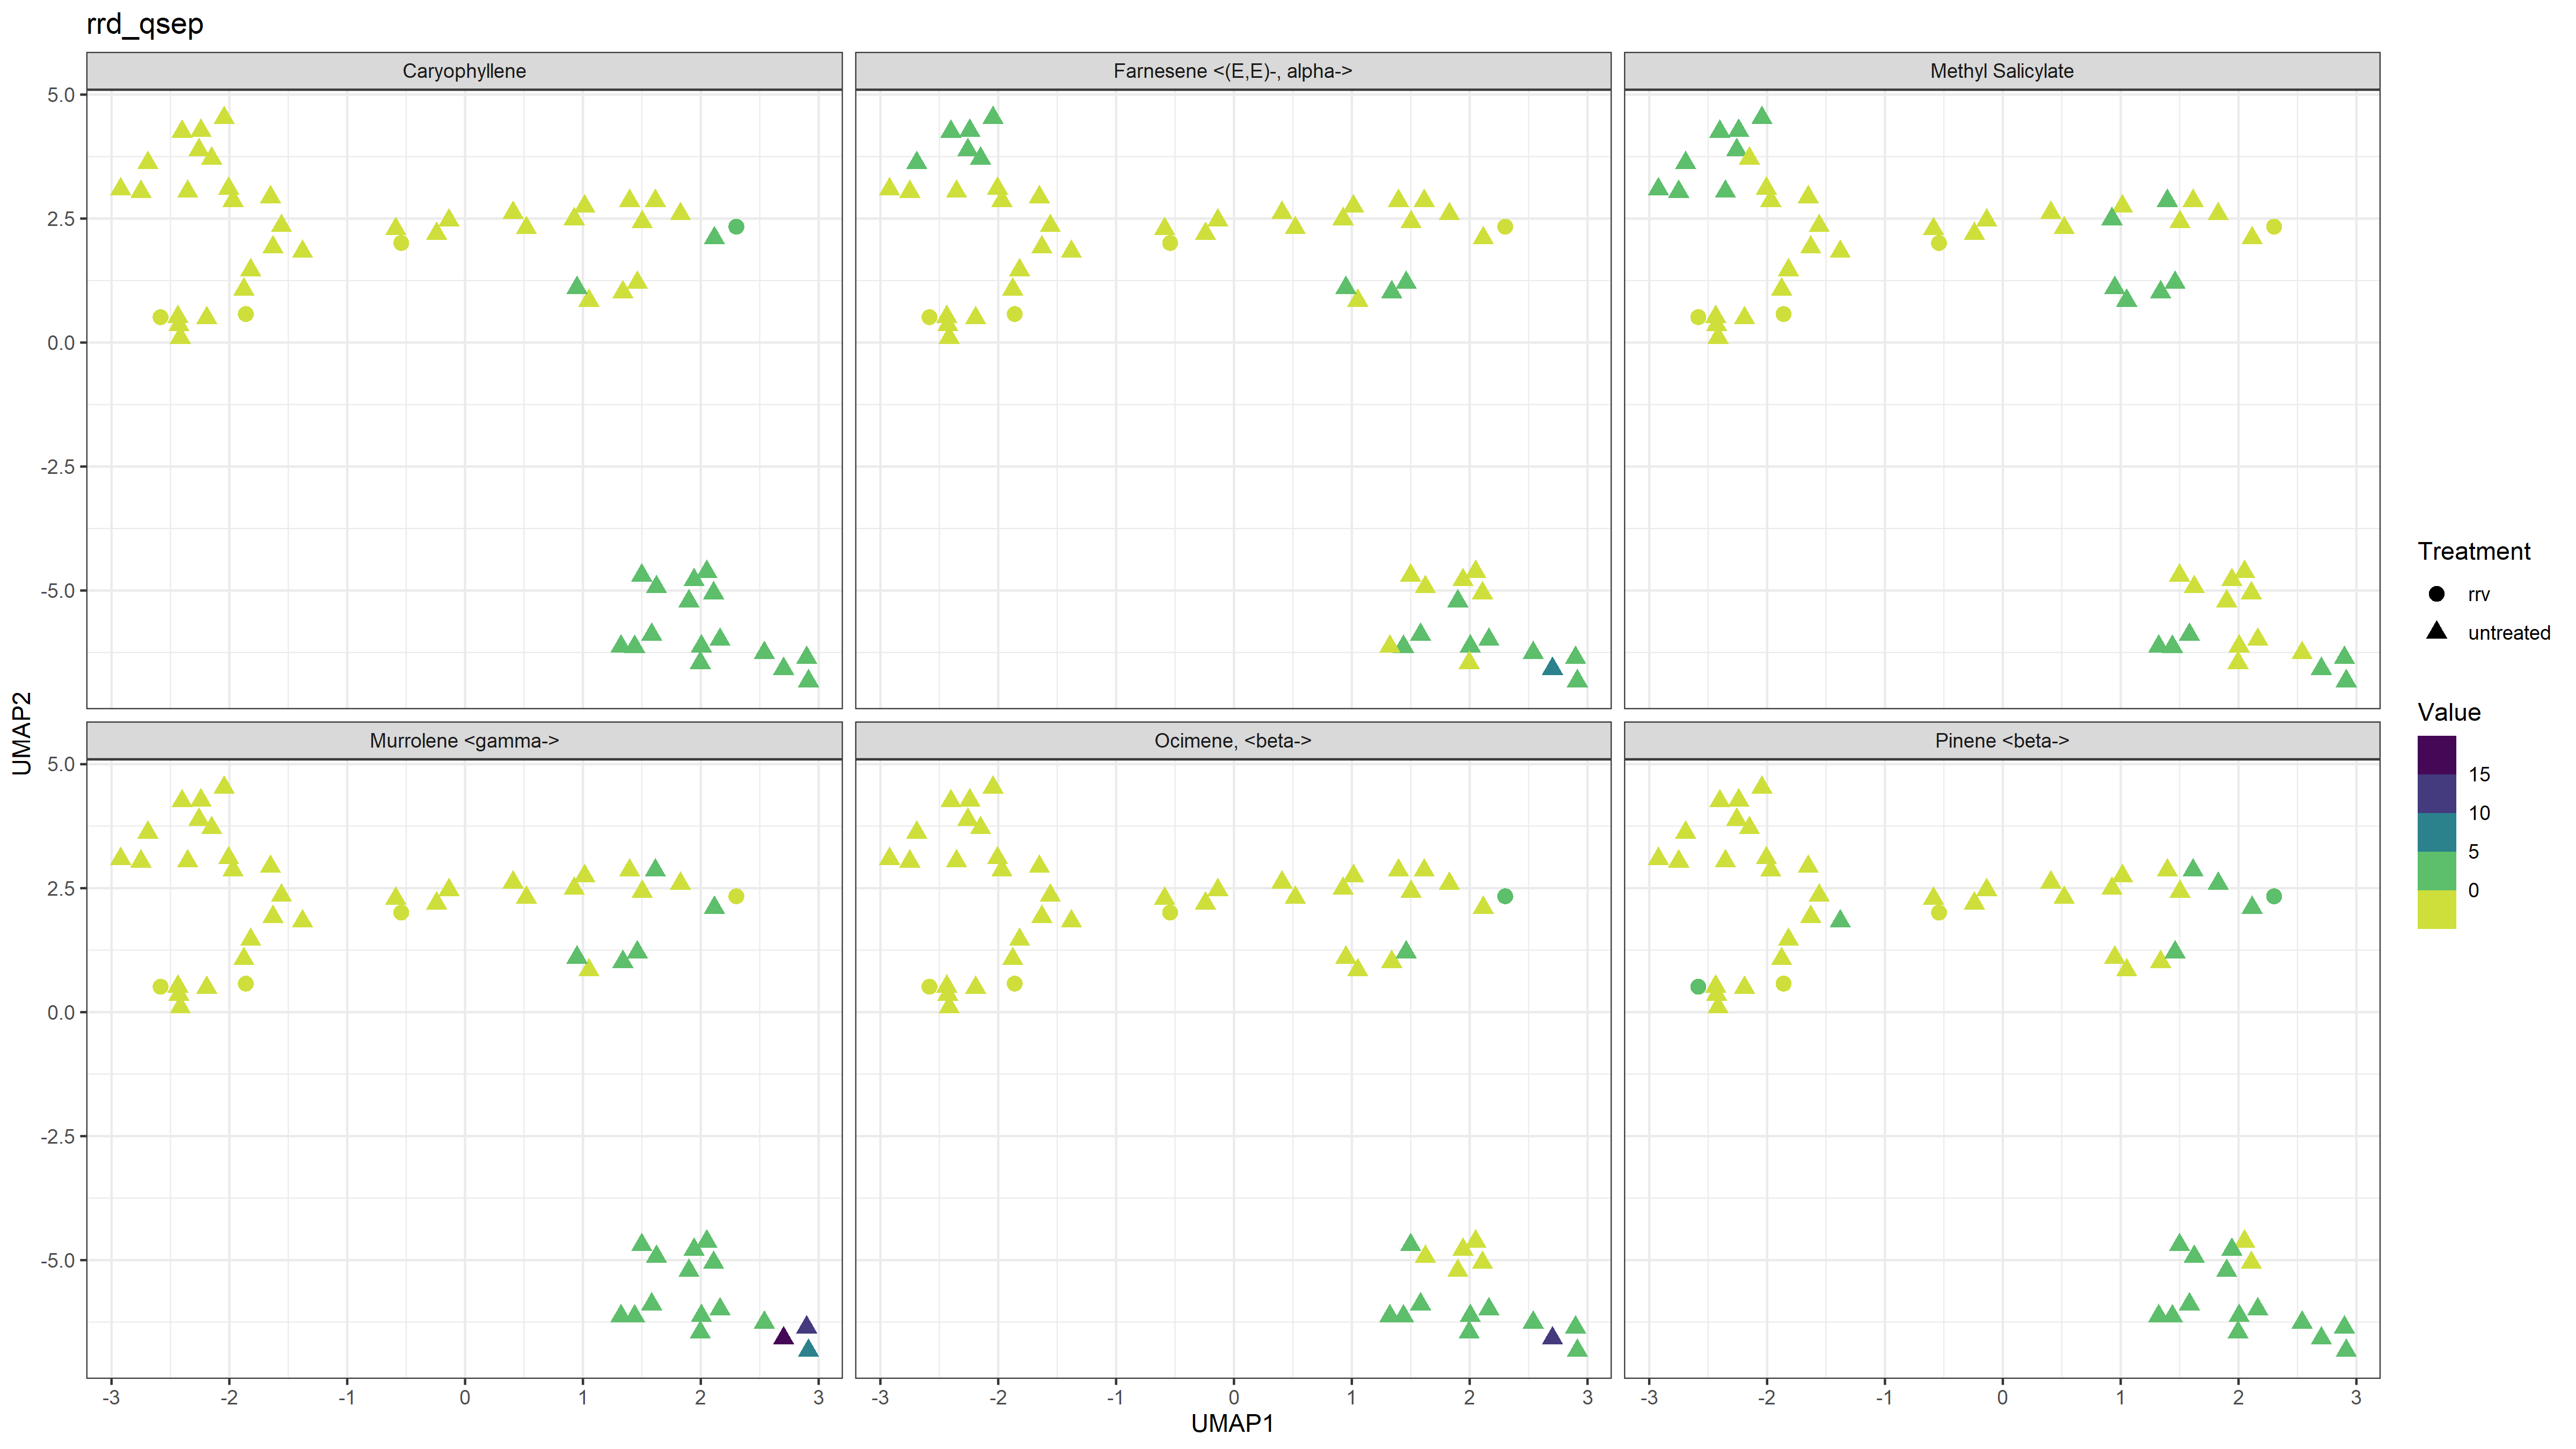 rrd_qsep
Caryophyllene
Farnesene <(E,E)-, alpha->
Methyl Salicylate
5.0
2.5
0.0
-2.5
-5.0
Murrolene <gamma->
Ocimene, <beta->
Pinene <beta->
5.0
2.5
0.0
-2.5
-5.0
-3 -2 -1 0 1 2 3
-3 -2 -1 0 1 2 3
-3 -2 -1 0 1 2 3
UMAP1
UMAP2
Treatment
rrv
untreated
Value
15
10
5
0